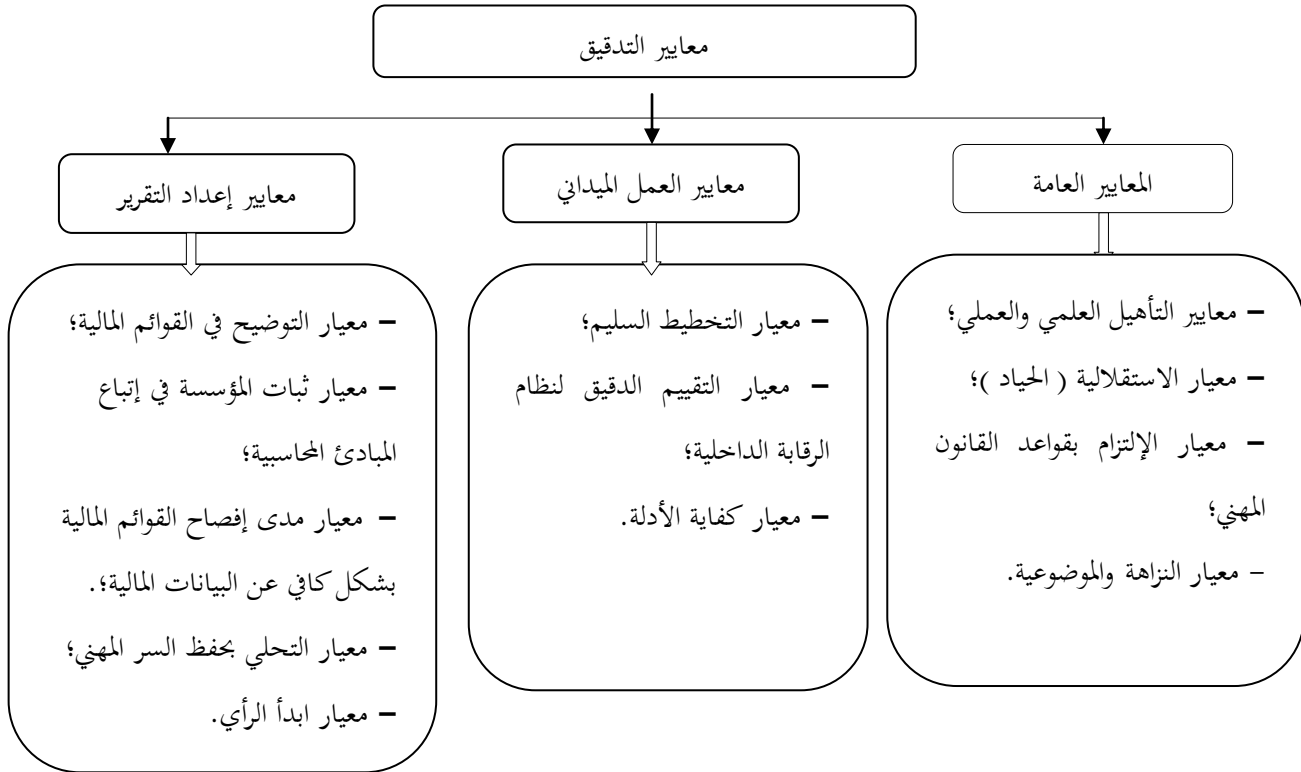 معايير التدقيق
المعايير العامة
معايير العمل الميداني
معايير إعداد التقرير
– معايير التأهيل العلمي والعملي؛
– معيار الاستقلالية ( الحياد )؛
– معيار الإلتزام بقواعد القانون
المهني؛
– معيار النزاهة والموضوعية.
– معيار التخطيط السليم؛
– معيار التقييم الدقيق لنظام
الرقابة الداخلية؛
– معيار كفاية الأدلة.
– معيار التوضيح في القوائم المالية؛
– معيار ثبات المؤسسة في إتباع
المبادئ المحاسبية؛
– معيار مدى إفصاح القوائم المالية
بشكل كافي عن البيانات المالية؛.
– معيار التحلي بحفظ السر المهني؛
– معيار ابدأ الرأي.